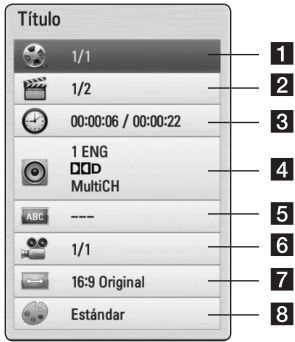 Título
1/1
1
1/2
2
00:00:06 / 00:00:22
3
1 ENG
DDD
MultiCH
4
ABC
---
5
1/1
6
16:9 Original
7
Estándar
8